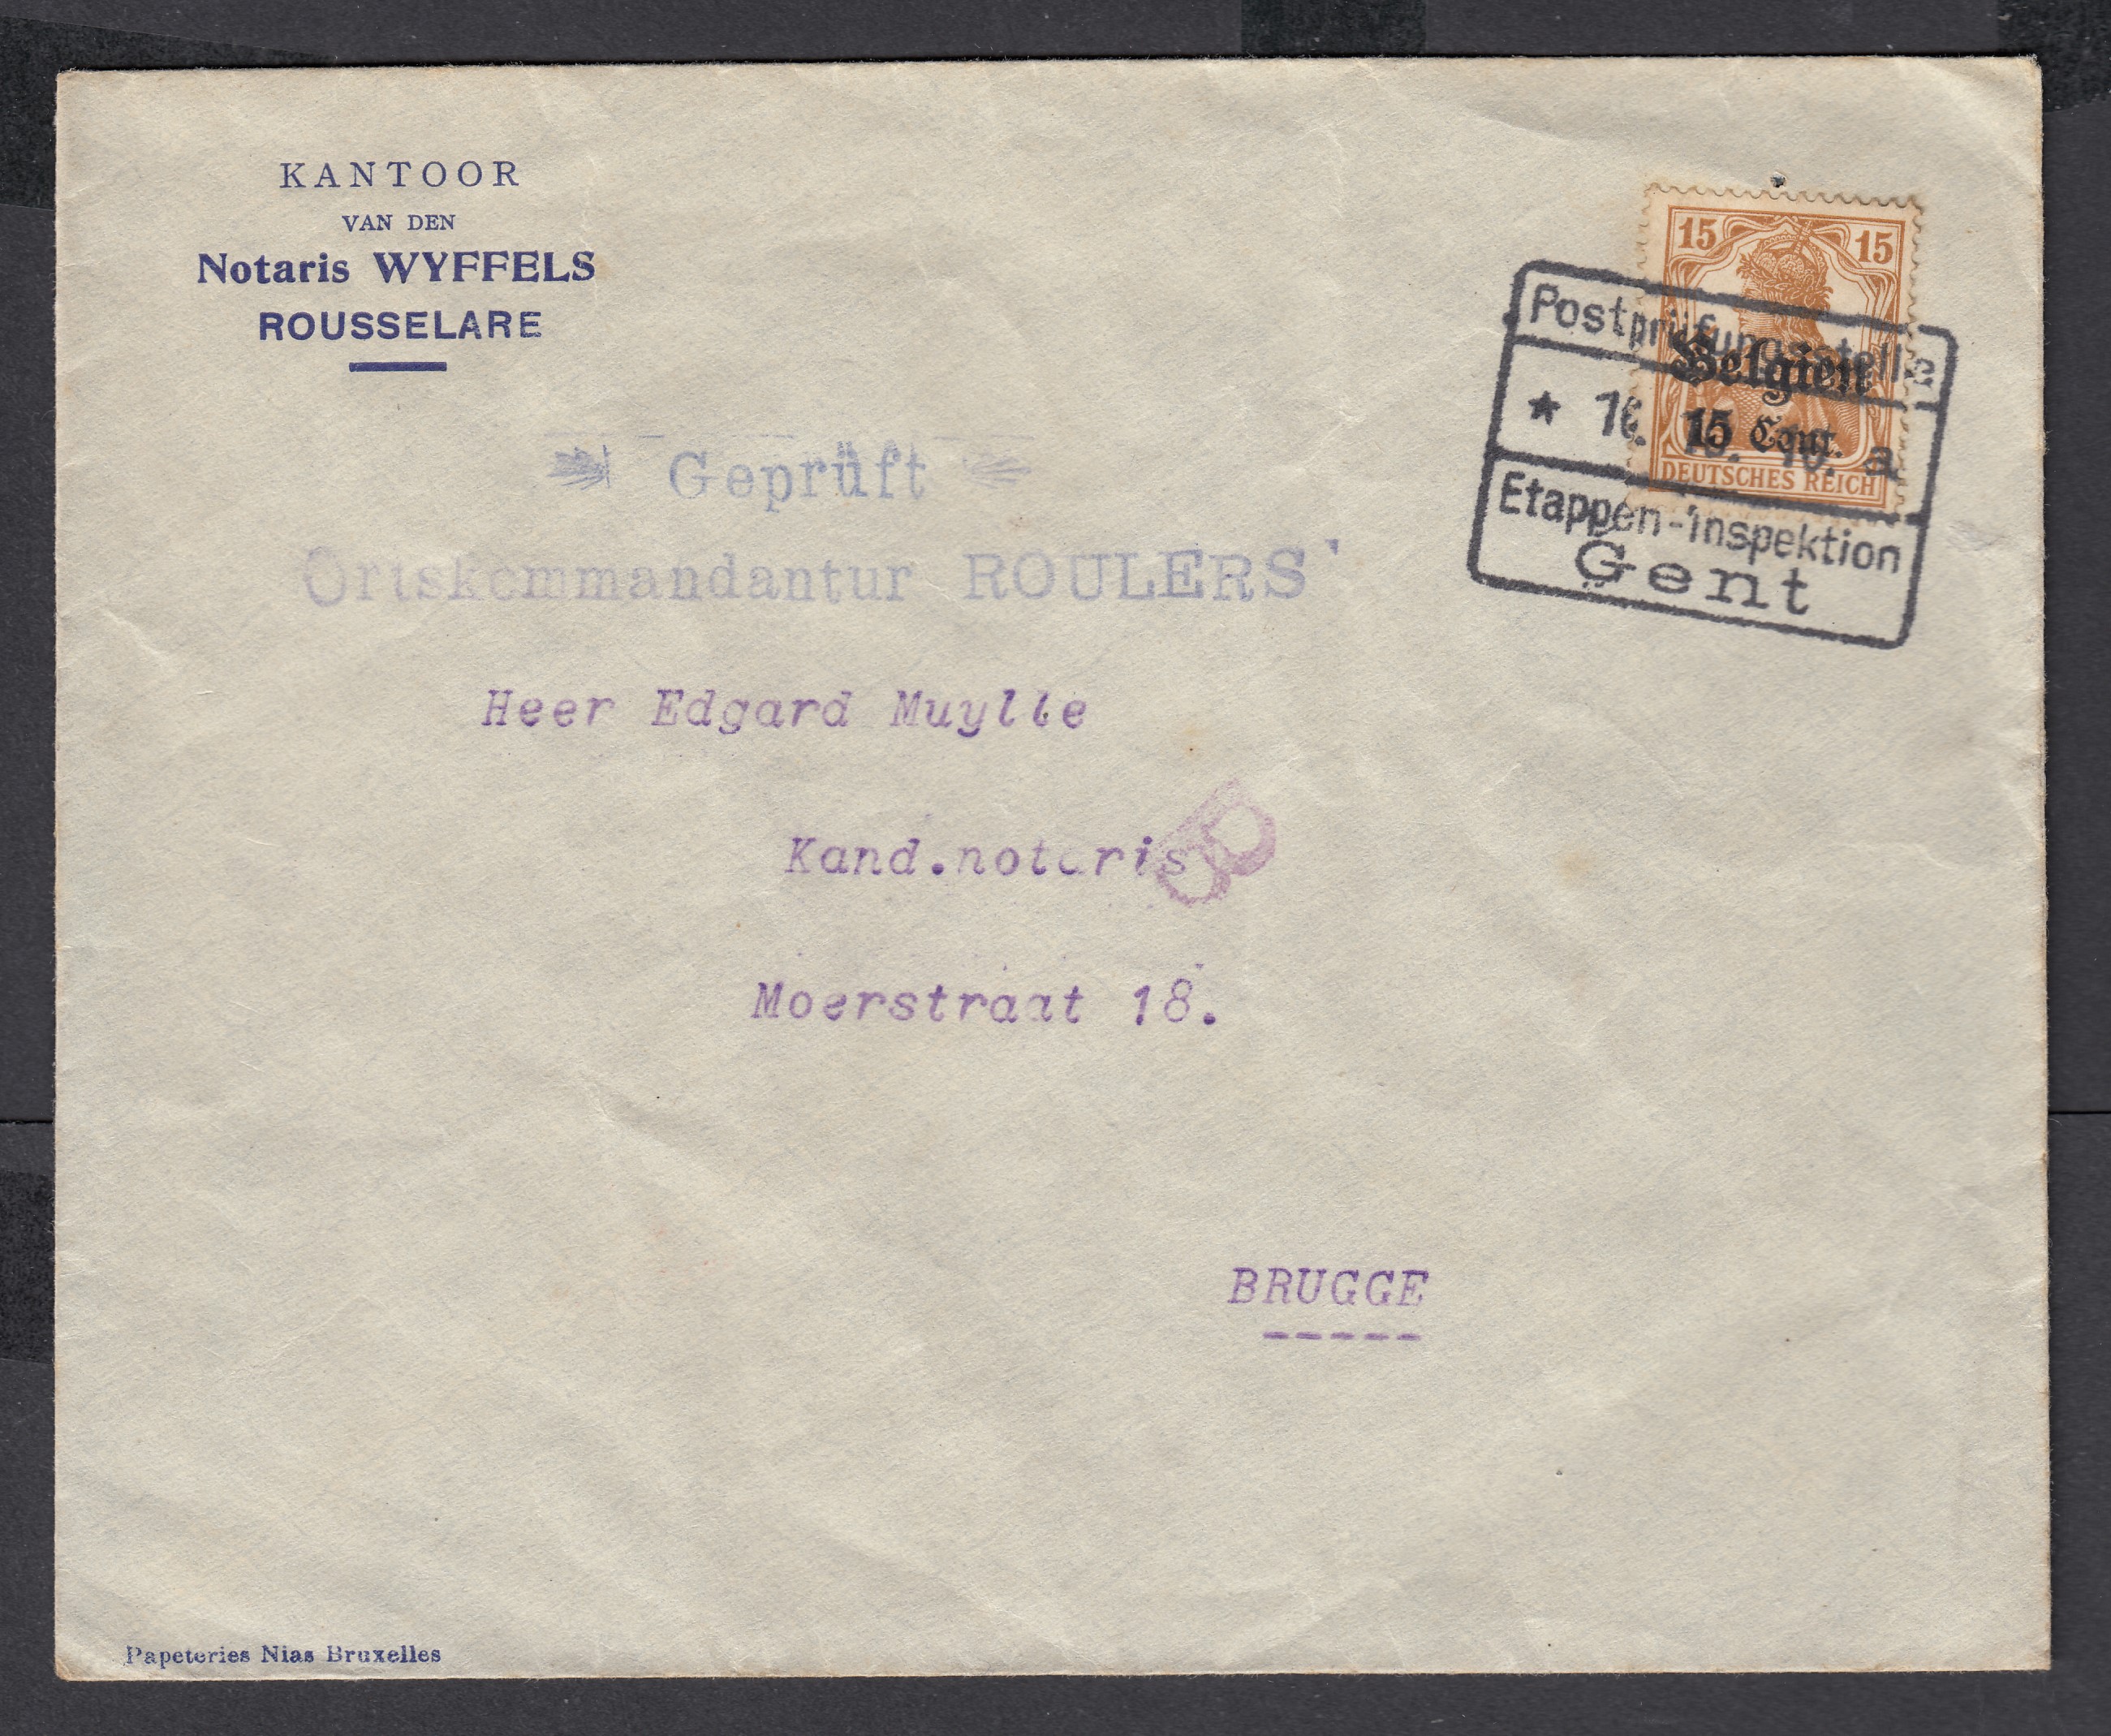 KANTOOR
VAN DEN
Notaris WYFFELS
ROUSSELARE
15 15
Belgien
15 Cent.
DEUTSCHES REICH
Postprüfungsstelle
* 16. a
Etappen-Inspektion
Gent
Geprüft
Ortskommandantur ROULERS
Heer Edgard Muylle
Kand.notaris
Moerstraat 18.
BRUGGE
Papeteries Nias Bruxelles